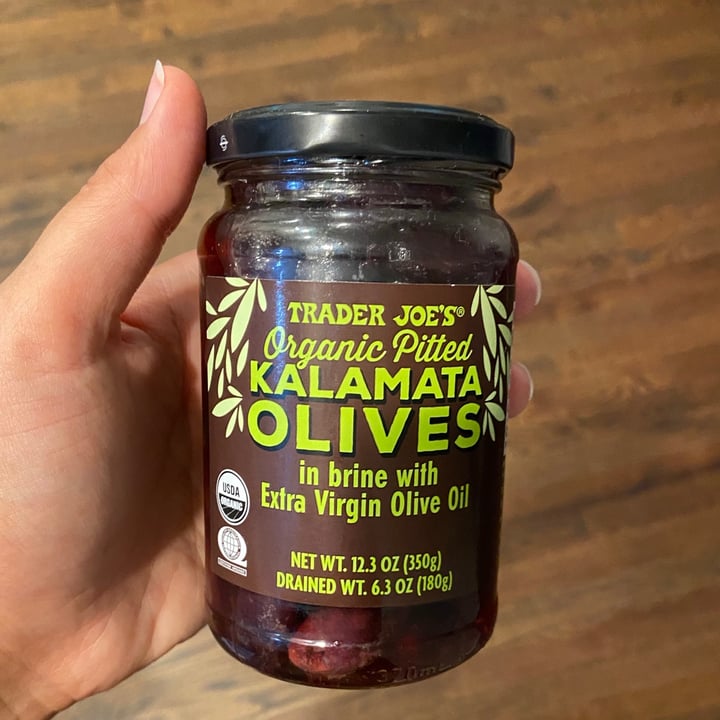 TRADER JOE'S®
Organic Pitted
KALAMATA
OLIVES
in brine with
Extra Virgin Olive Oil
USDA
ORGANIC
NET WT. 12.3 OZ (350g)
DRAINED WT. 6.3 OZ (180g)